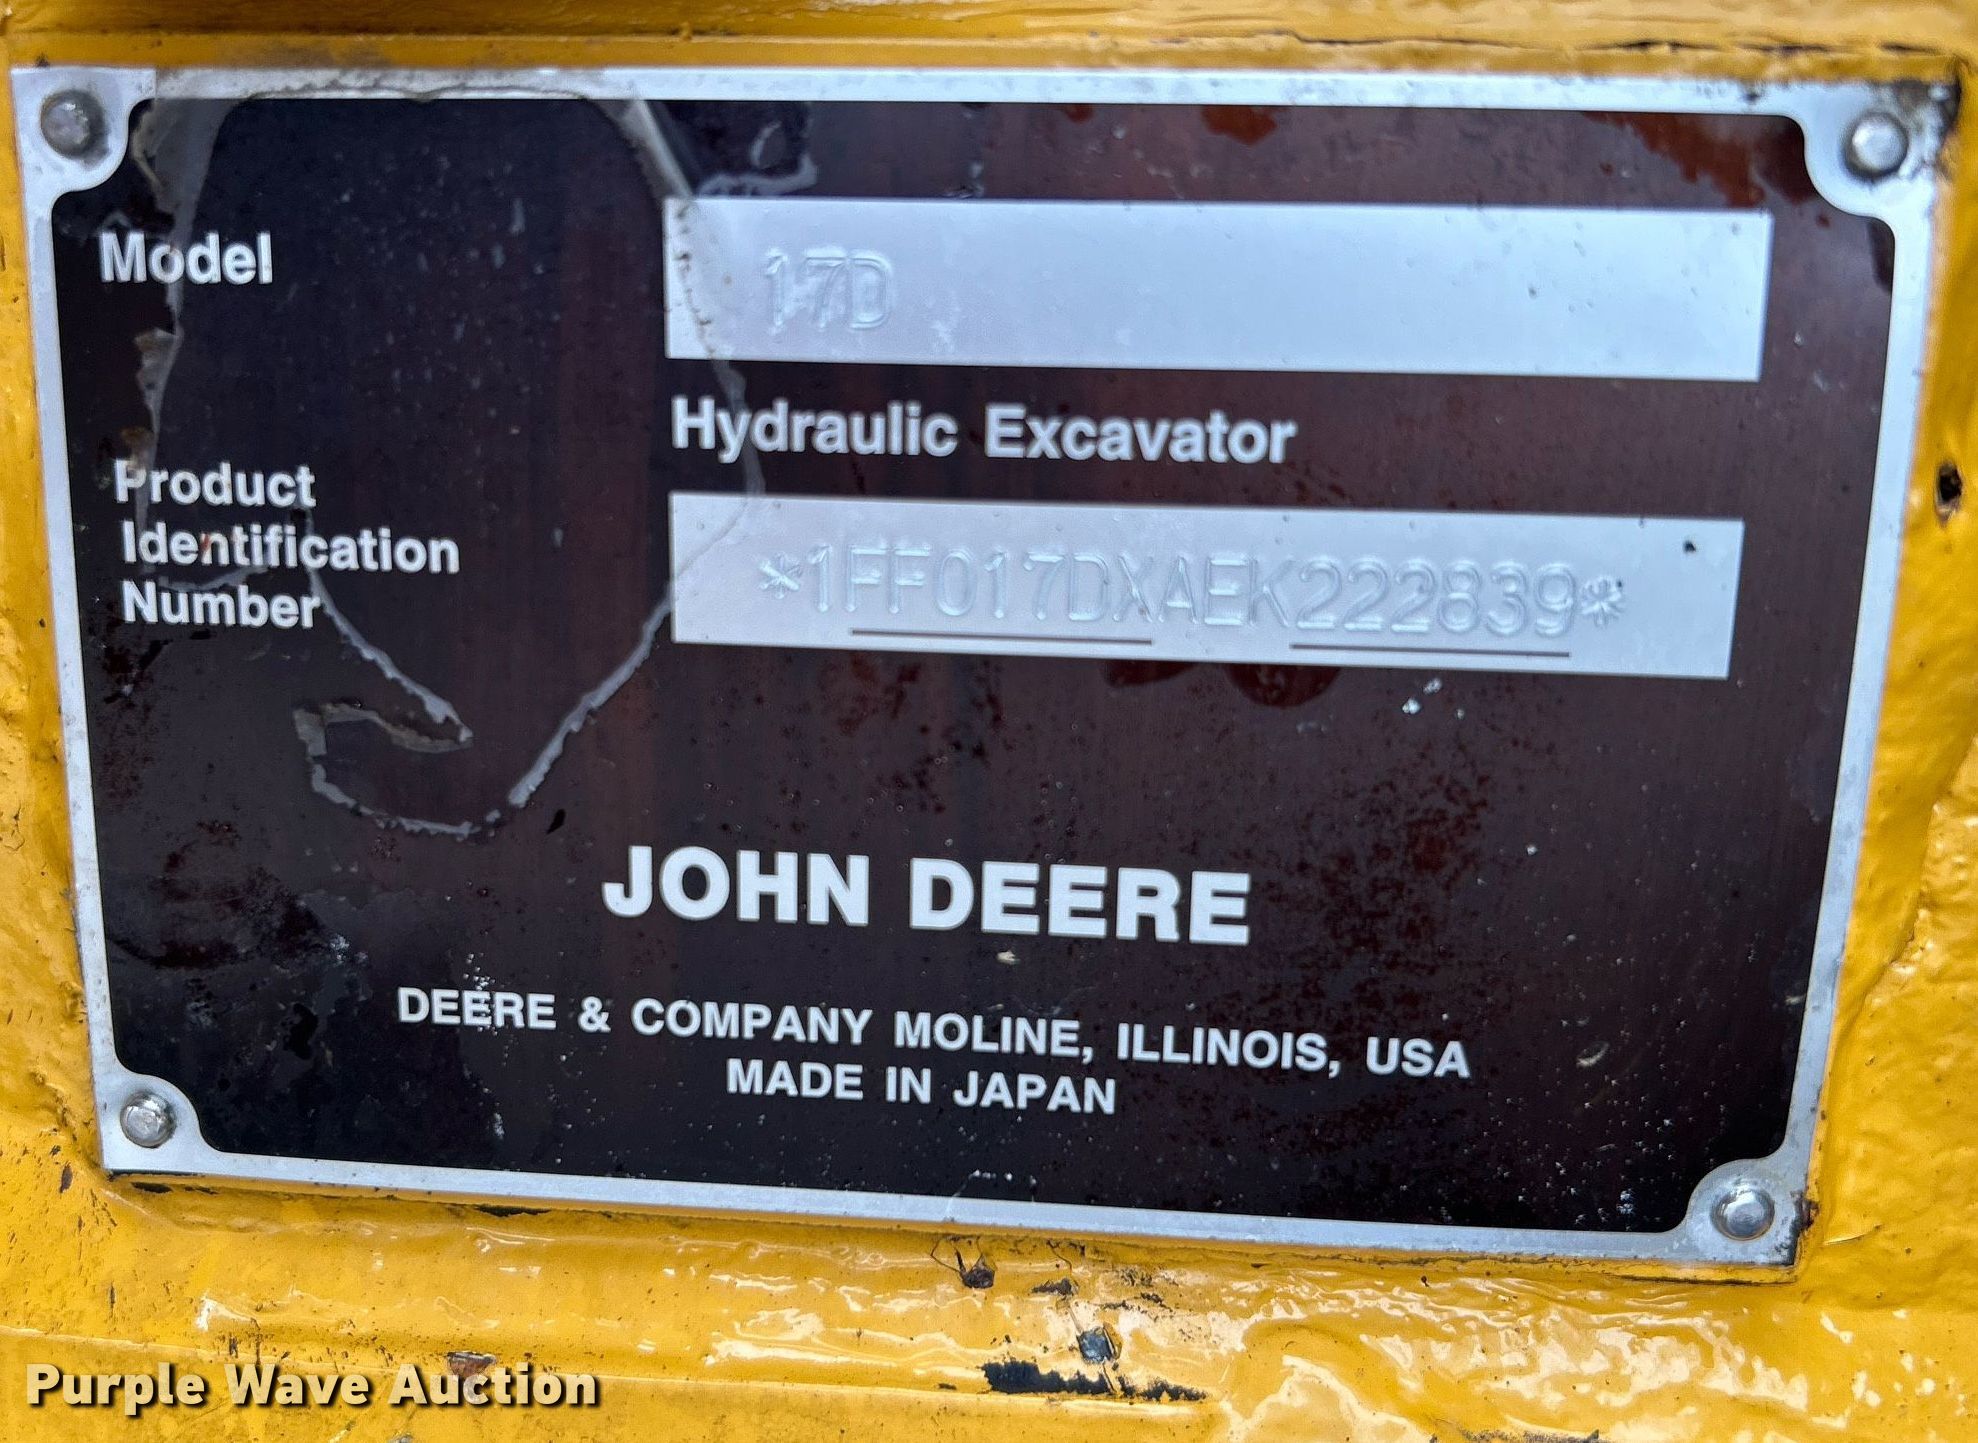 Model
17D
Hydraulic Excavator
Product
Identification
Number
*1FF017DXAEK222839*
JOHN DEERE
DEERE & COMPANY MOLINE, ILLINOIS, USA
MADE IN JAPAN
Purple Wave Auction